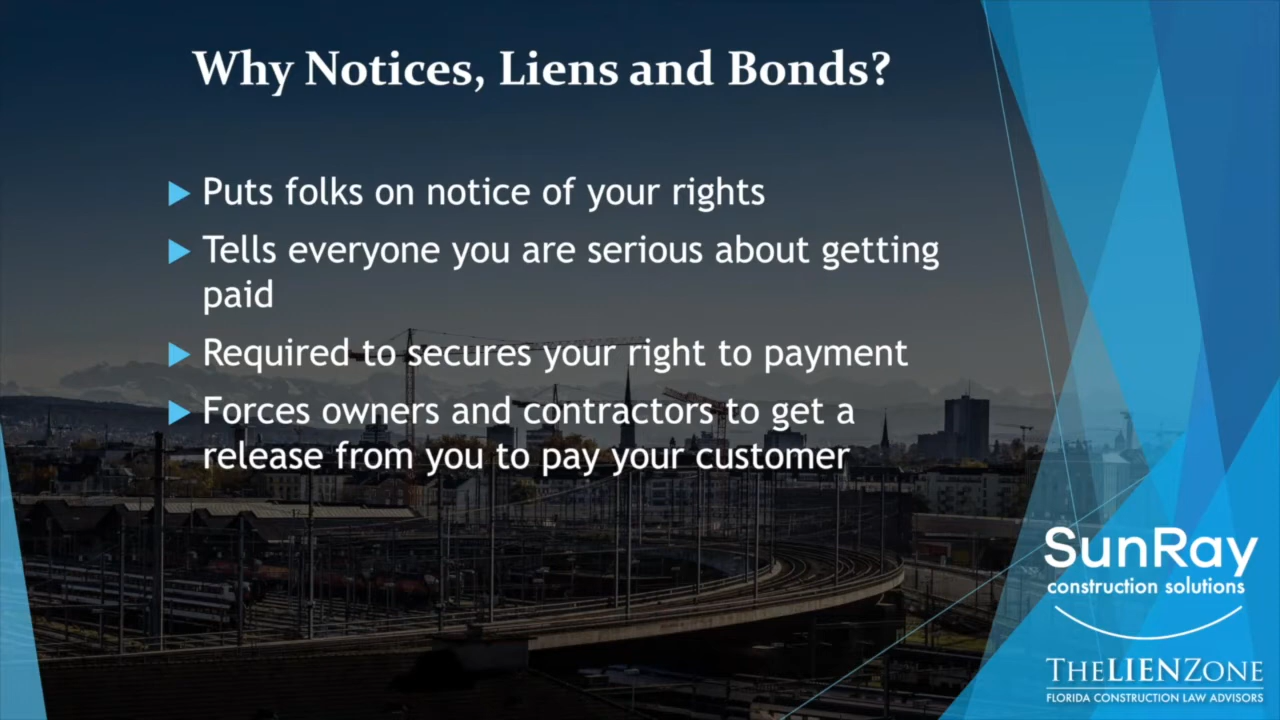 Why Notices, Liens and Bonds?
Puts folks on notice of your rights
Tells everyone you are serious about getting
paid
Required to secures your right to payment
Forces owners and contractors to get a
release from you to pay your customer
SunRay
construction solutions
THELIENZONE
FLORIDA CONSTRUCTION LAW ADVISORS